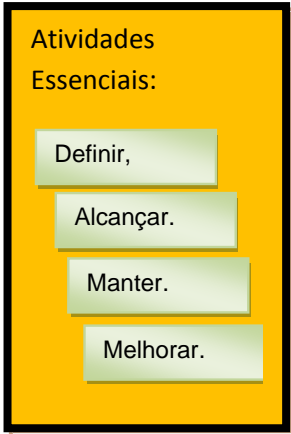 Atividades
Essenciais:
Definir,
Alcançar.
Manter.
Melhorar.